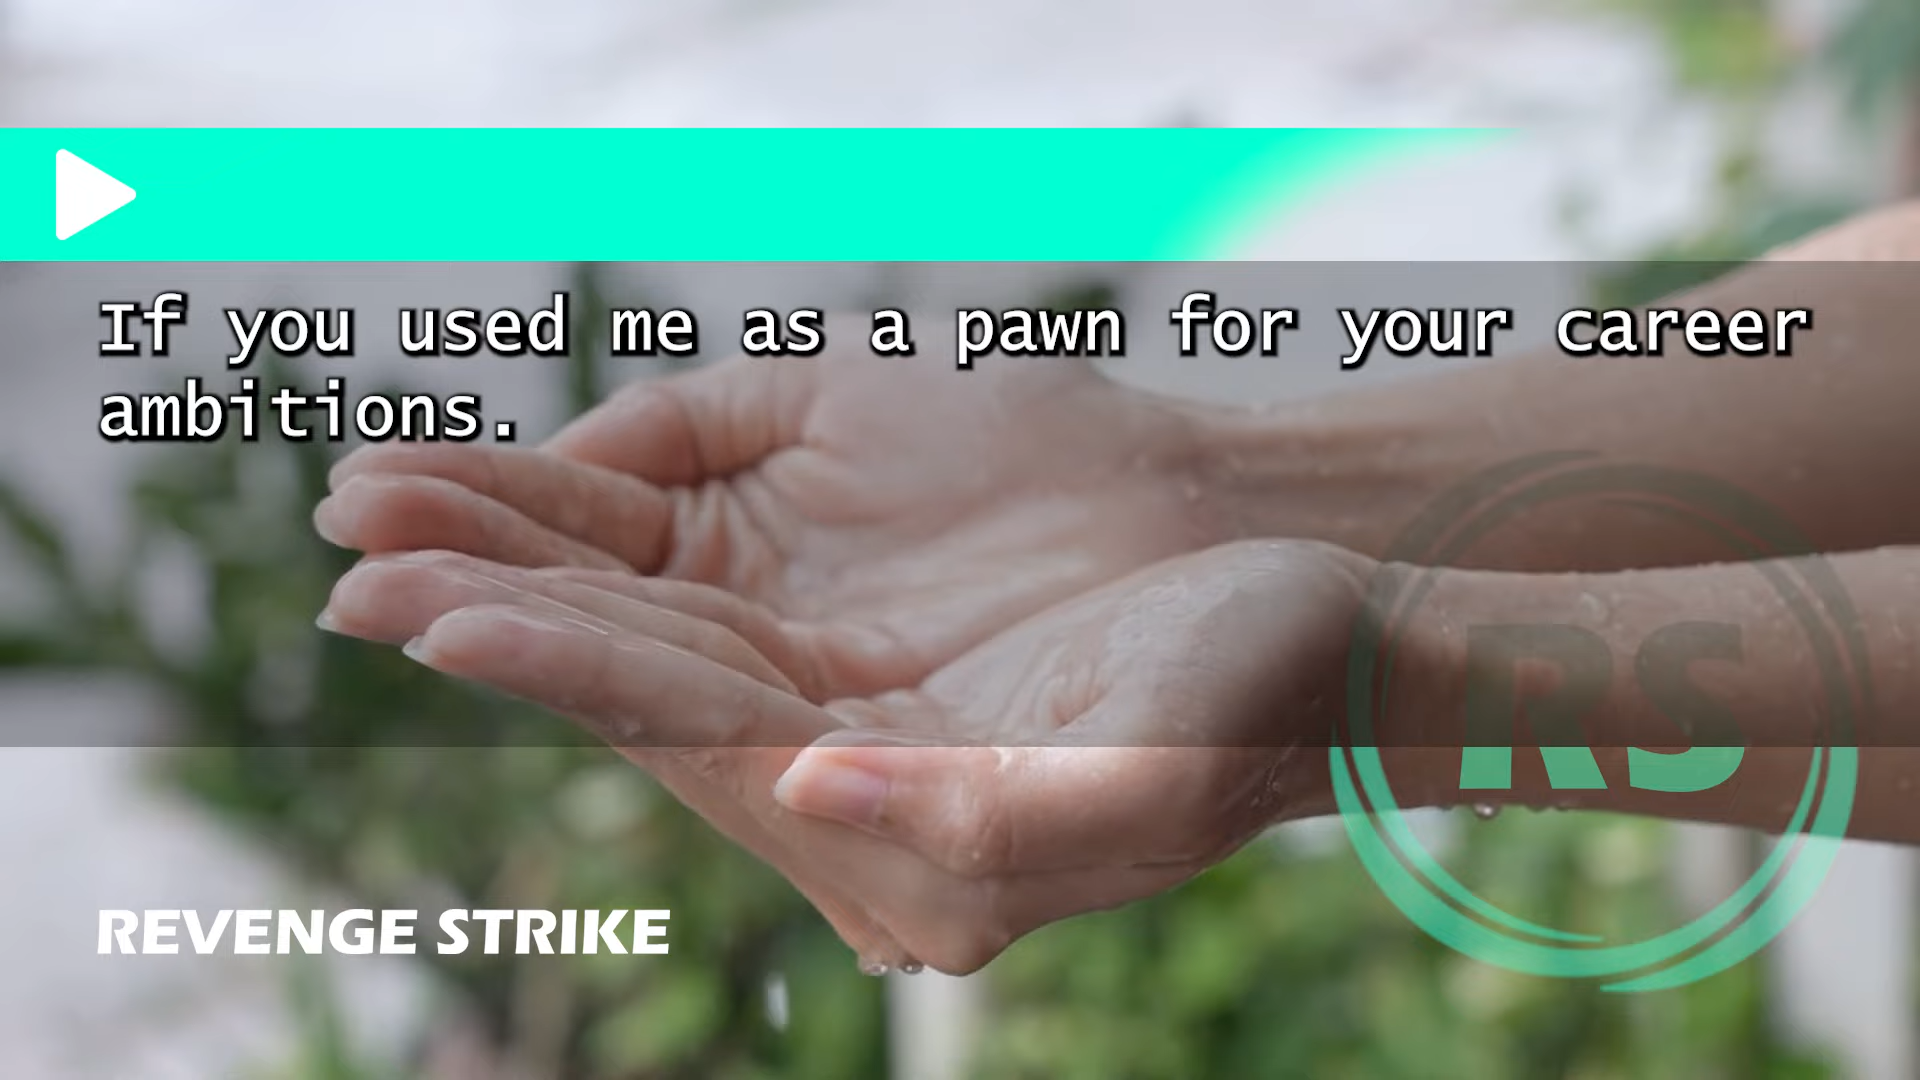 If you used me as a pawn for your career
ambitions.
RS
REVENGE STRIKE